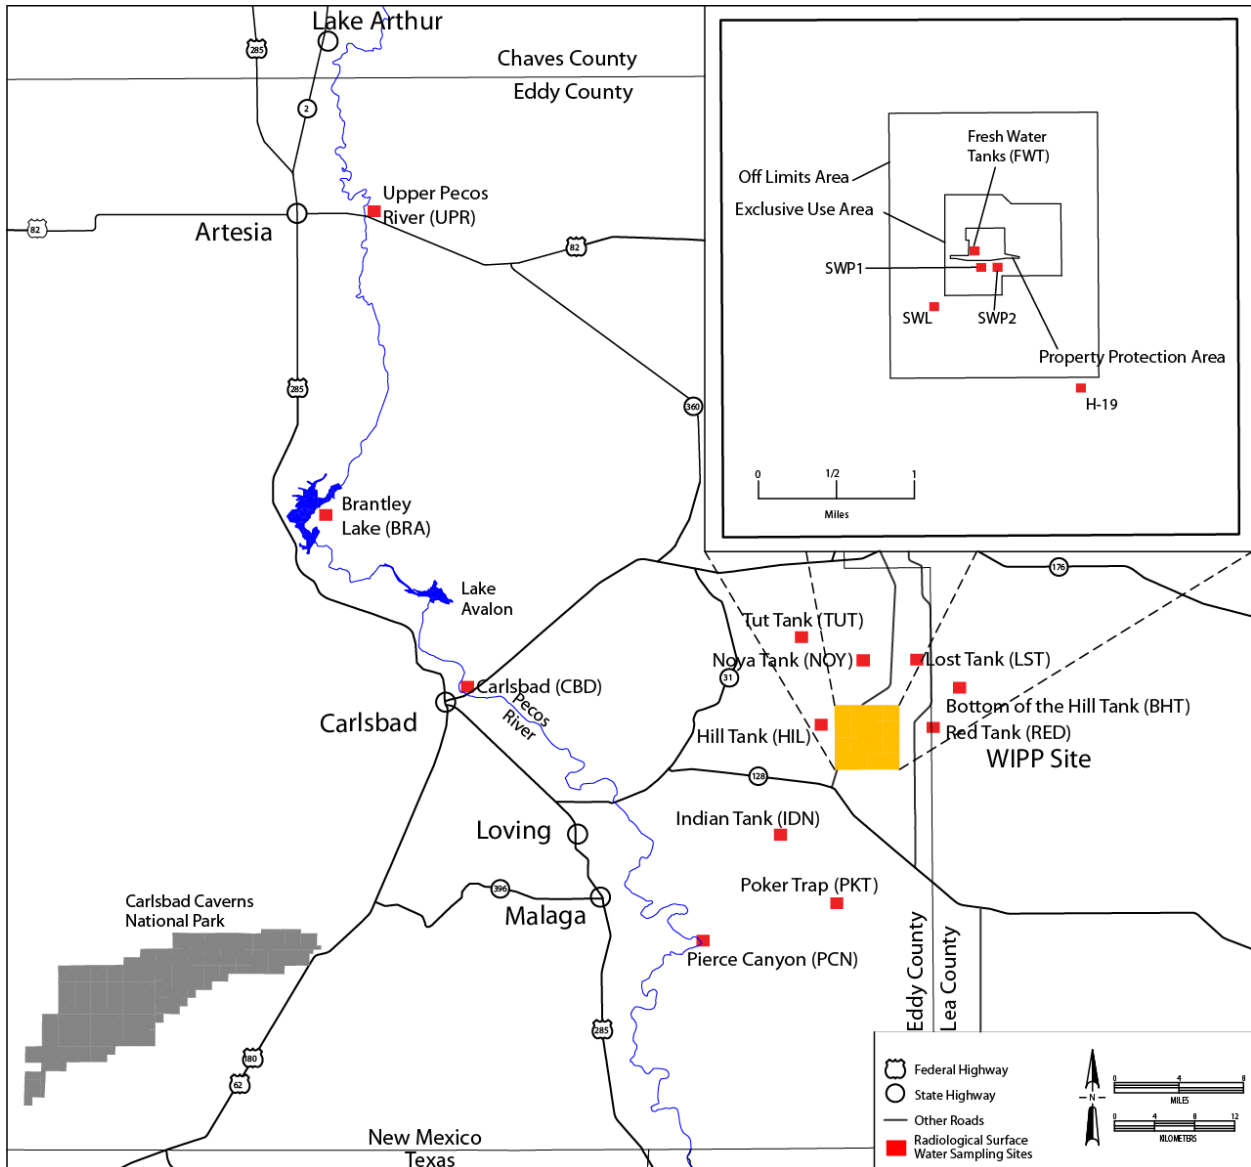 Lake Arthur
285
Chaves County
Eddy County
2
Upper Pecos
River (UPR)
Artesia
82
82
285
360
Brantley
Lake (BRA)
Lake
Avalon
Carlsbad (CBD)
Carlsbad
Pecos
River
31
128
176
Tut Tank (TUT)
Noya Tank (NOY)
Lost Tank (LST)
Bottom of the Hill Tank (BHT)
Hill Tank (HIL)
Red Tank (RED)
WIPP Site
Loving
Indian Tank (IDN)
Poker Trap (PKT)
396
Malaga
Pierce Canyon (PCN)
Carlsbad Caverns
National Park
285
180
62
Eddy County
Lea County
New Mexico
Texas
Fresh Water
Tanks (FWT)
Off Limits Area
Exclusive Use Area
SWP1
SWL
SWP2
Property Protection Area
H-19
0 1/2 1
Miles
Federal Highway
State Highway
Other Roads
Radiological Surface
Water Sampling Sites
N
0 4 8
MILES
0 4 8 12
KILOMETERS